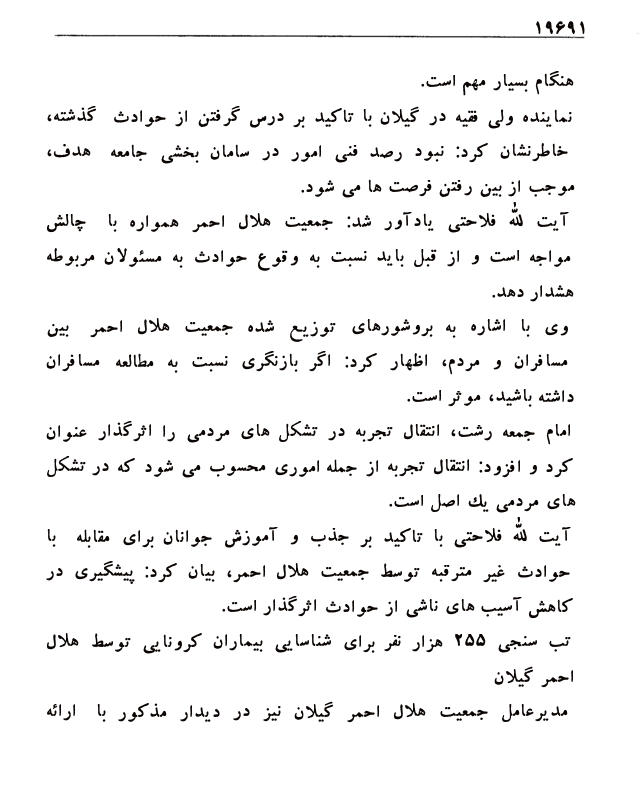 ۱۹۶۹۱
هنگام بسیار مهم است.
نماینده ولی فقیه در گیلان با تاکید بر درس گرفتن از حوادث گذشته،
خاطرنشان کرد: نبود رصد فنی امور در سامان بخشی جامعه هدف،
موجب از بین رفتن فرصت ها می شود.
آیت لله فلاحتی یادآور شد: جمعیت هلال احمر همواره با چالش
مواجه است و از قبل باید نسبت به وقوع حوادث به مسئولان مربوطه
هشدار دهد.
وی با اشاره به بروشورهای توزیع شده جمعیت هلال احمر بین
مسافران و مردم، اظهار کرد: اگر بازنگری نسبت به مطالعه مسافران
داشته باشید، موثر است.
امام جمعه رشت، انتقال تجربه در تشکل های مردمی را اثرگذار عنوان
کرد و افزود: انتقال تجربه از جمله اموری محسوب می شود که در تشکل
های مردمی یك اصل است.
آیت لله فلاحتی با تاکید بر جذب و آموزش جوانان برای مقابله با
حوادث غیر مترقبه توسط جمعیت هلال احمر، بیان کرد: پیشگیری در
کاهش آسیب های ناشی از حوادث اثرگذار است.
تب سنجی ۲۵۵ هزار نفر برای شناسایی بیماران کرونایی توسط هلال
احمر گیلان
مدیرعامل جمعیت هلال احمر گیلان نیز در دیدار مذکور با ارائه